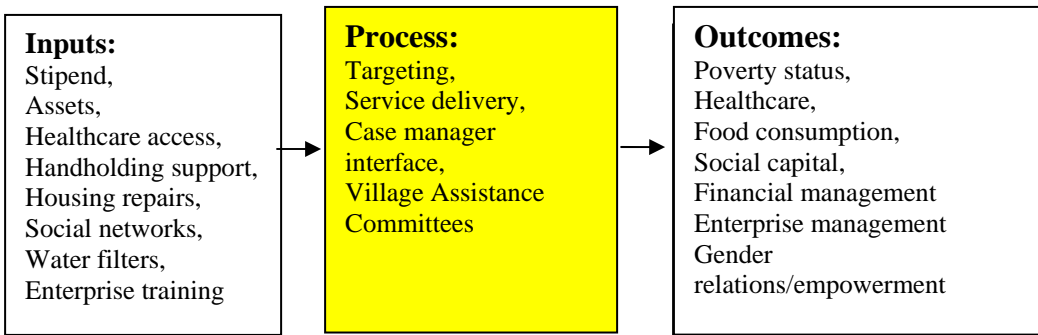 Inputs:
Stipend,
Assets,
Healthcare access,
Handholding support,
Housing repairs,
Social networks,
Water filters,
Enterprise training
Process:
Targeting,
Service delivery,
Case manager
interface,
Village Assistance
Committees
Outcomes:
Poverty status,
Healthcare,
Food consumption,
Social capital,
Financial management
Enterprise management
Gender
relations/empowerment